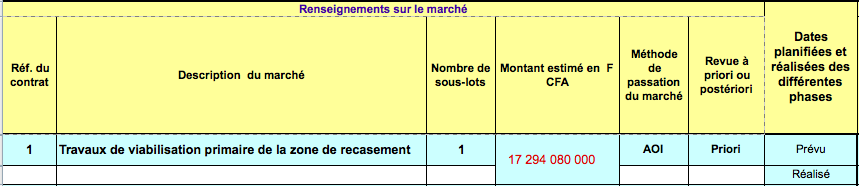 Renseignements sur le marché
Réf. du
contrat
Description du marché
Nombre de
sous-lots
Montant estimé en F
CFA
Méthode
de
passation
du marché
Revue à
priori ou
postériori
Dates
planifiées et
réalisées des
différentes
phases
1
Travaux de viabilisation primaire de la zone de recasement
1
17 294 080 000
AOI
Priori
Prévu
Réalisé